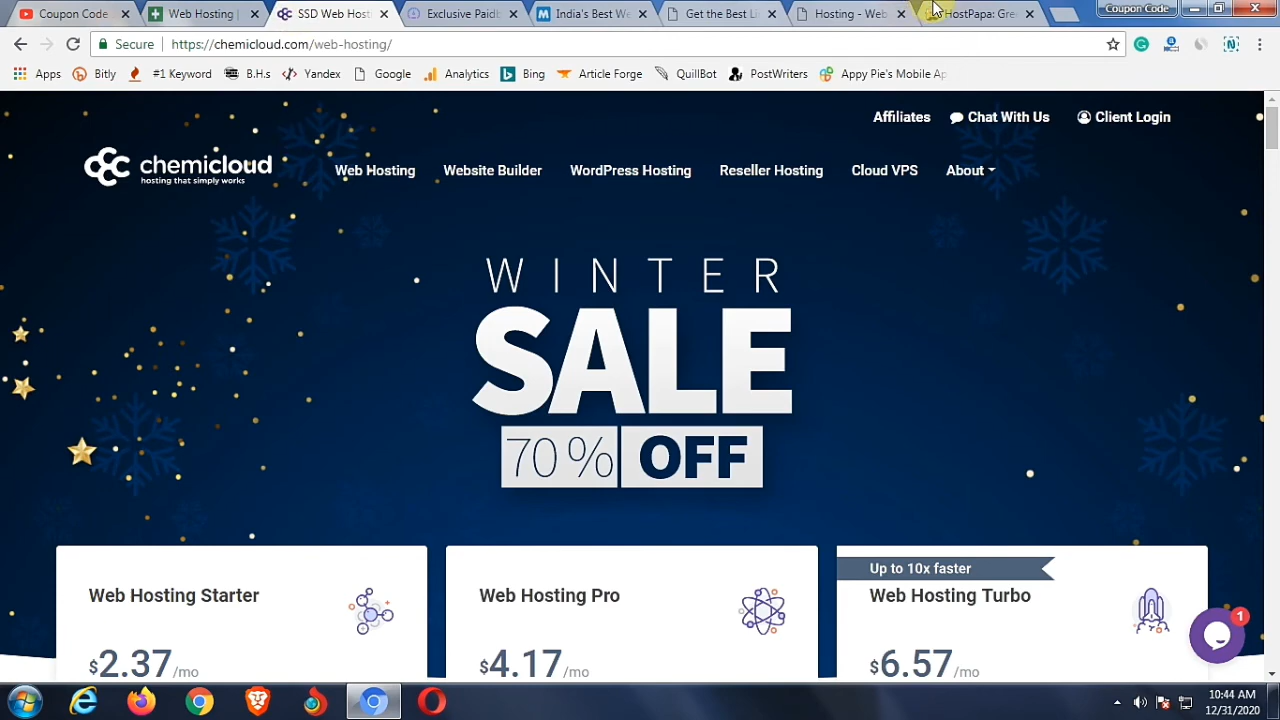 Coupon Code
Web Hosting |
SSD Web Host
Exclusive Paid
India's Best We
Get the Best Li
Hosting, Web
HostPapa: Gre
Coupon Code
Secure
https://chemicloud.com/web-hosting/
Apps
Bitly
#1 Keyword
B.H.s
Yandex
Google
Analytics
Bing
Article Forge
QuillBot
PostWriters
Appy Pie's Mobile Ap
Affiliates
Chat With Us
Client Login
chemicloud
hosting that simply works
Web Hosting
Website Builder
WordPress Hosting
Reseller Hosting
Cloud VPS
About
WINTER
SALE
70% OFF
Web Hosting Starter
$2.37/mo
Web Hosting Pro
$4.17/mo
Up to 10x faster
Web Hosting Turbo
$6.57/mo
1
10:44 AM
12/31/2020